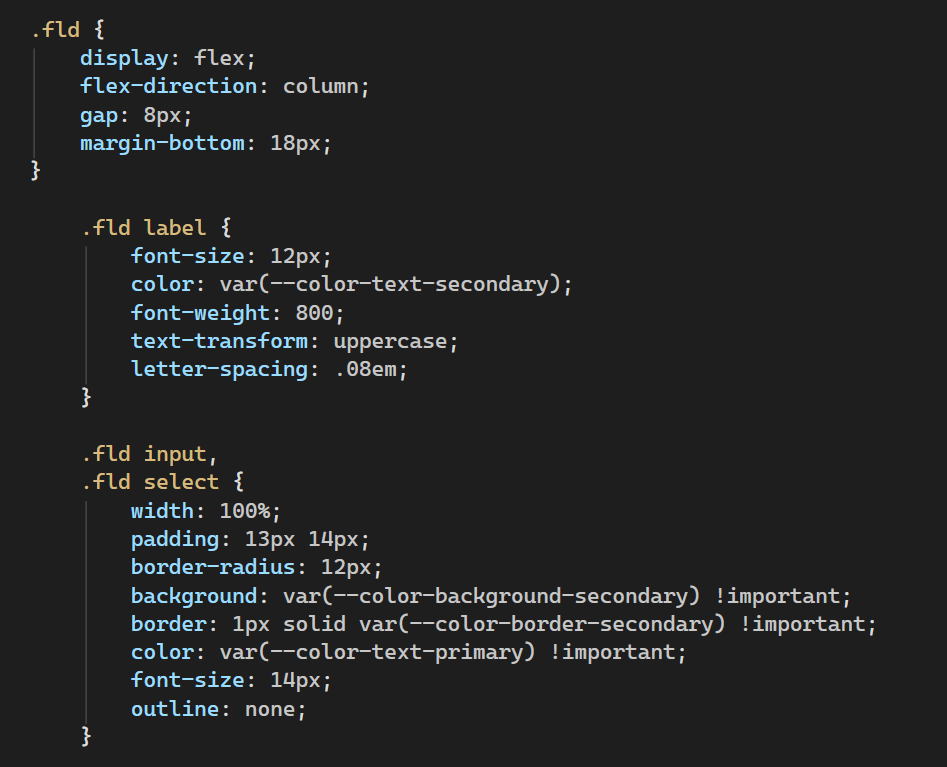 .fld {
    display: flex;
    flex-direction: column;
    gap: 8px;
    margin-bottom: 18px;
}

    .fld label {
        font-size: 12px;
        color: var(--color-text-secondary);
        font-weight: 800;
        text-transform: uppercase;
        letter-spacing: .08em;
    }

    .fld input,
    .fld select {
        width: 100%;
        padding: 13px 14px;
        border-radius: 12px;
        background: var(--color-background-secondary) !important;
        border: 1px solid var(--color-border-secondary) !important;
        color: var(--color-text-primary) !important;
        font-size: 14px;
        outline: none;
    }